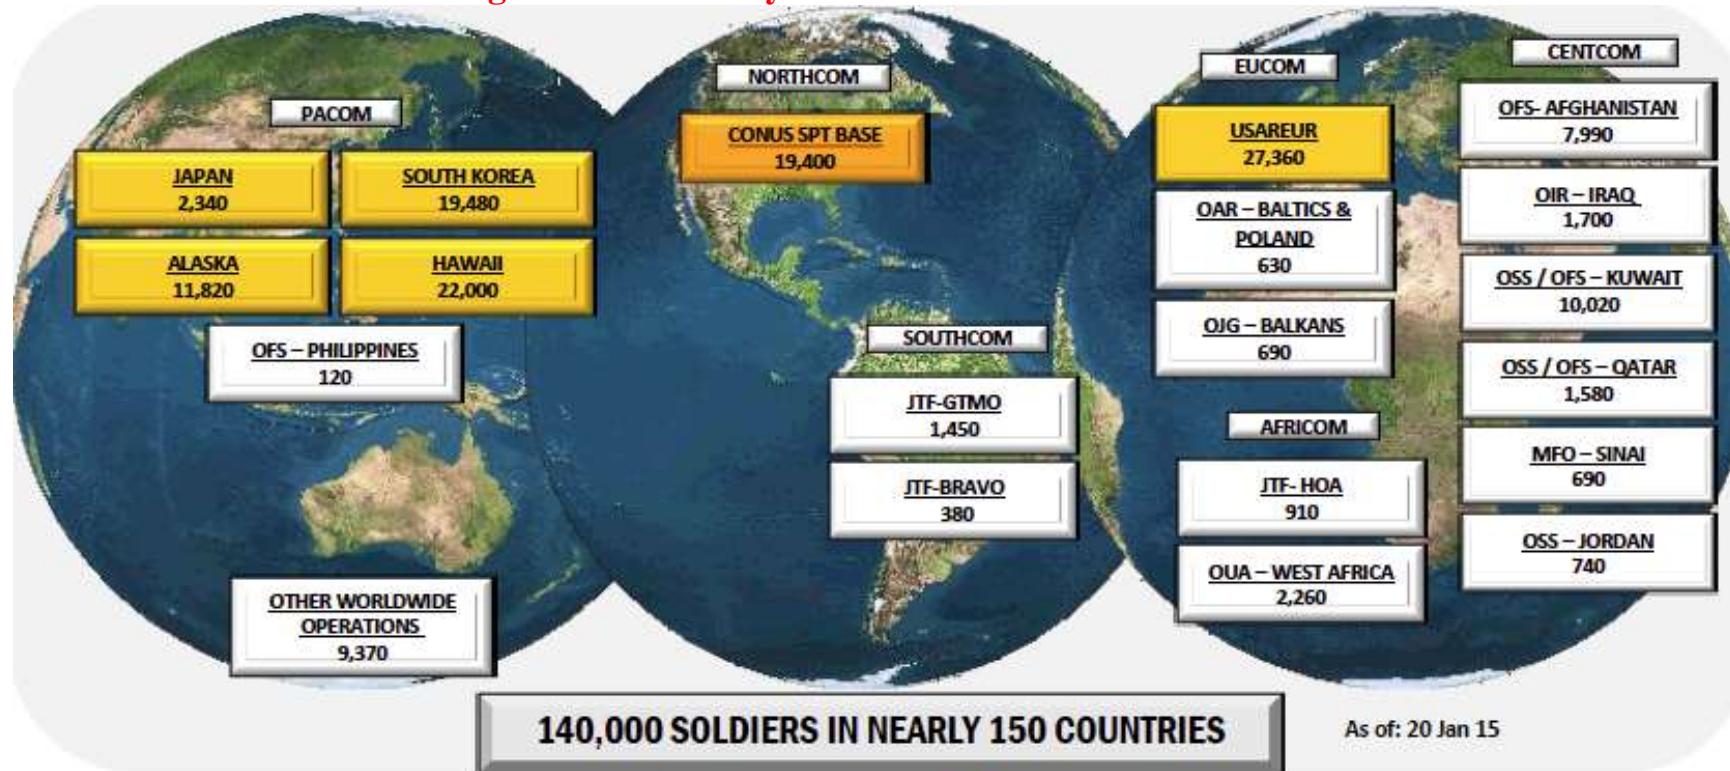 PACOM
JAPAN
2,340
SOUTH KOREA
19,480
ALASKA
11,820
HAWAII
22,000
OFS – PHILIPPINES
120
OTHER WORLDWIDE
OPERATIONS
9,370
NORTHCOM
CONUS SPT BASE
19,400
SOUTHCOM
JTF-GTMO
1,450
JTF-BRAVO
380
EUCOM
USAREUR
27,360
OAR – BALTICS &
POLAND
630
OJG – BALKANS
690
AFRICOM
JTF- HOA
910
OUA – WEST AFRICA
2,260
CENTCOM
OFS- AFGHANISTAN
7,990
OIR – IRAQ
1,700
OSS / OFS – KUWAIT
10,020
OSS / OFS – QATAR
1,580
MFO – SINAI
690
OSS – JORDAN
740
140,000 SOLDIERS IN NEARLY 150 COUNTRIES
As of: 20 Jan 15